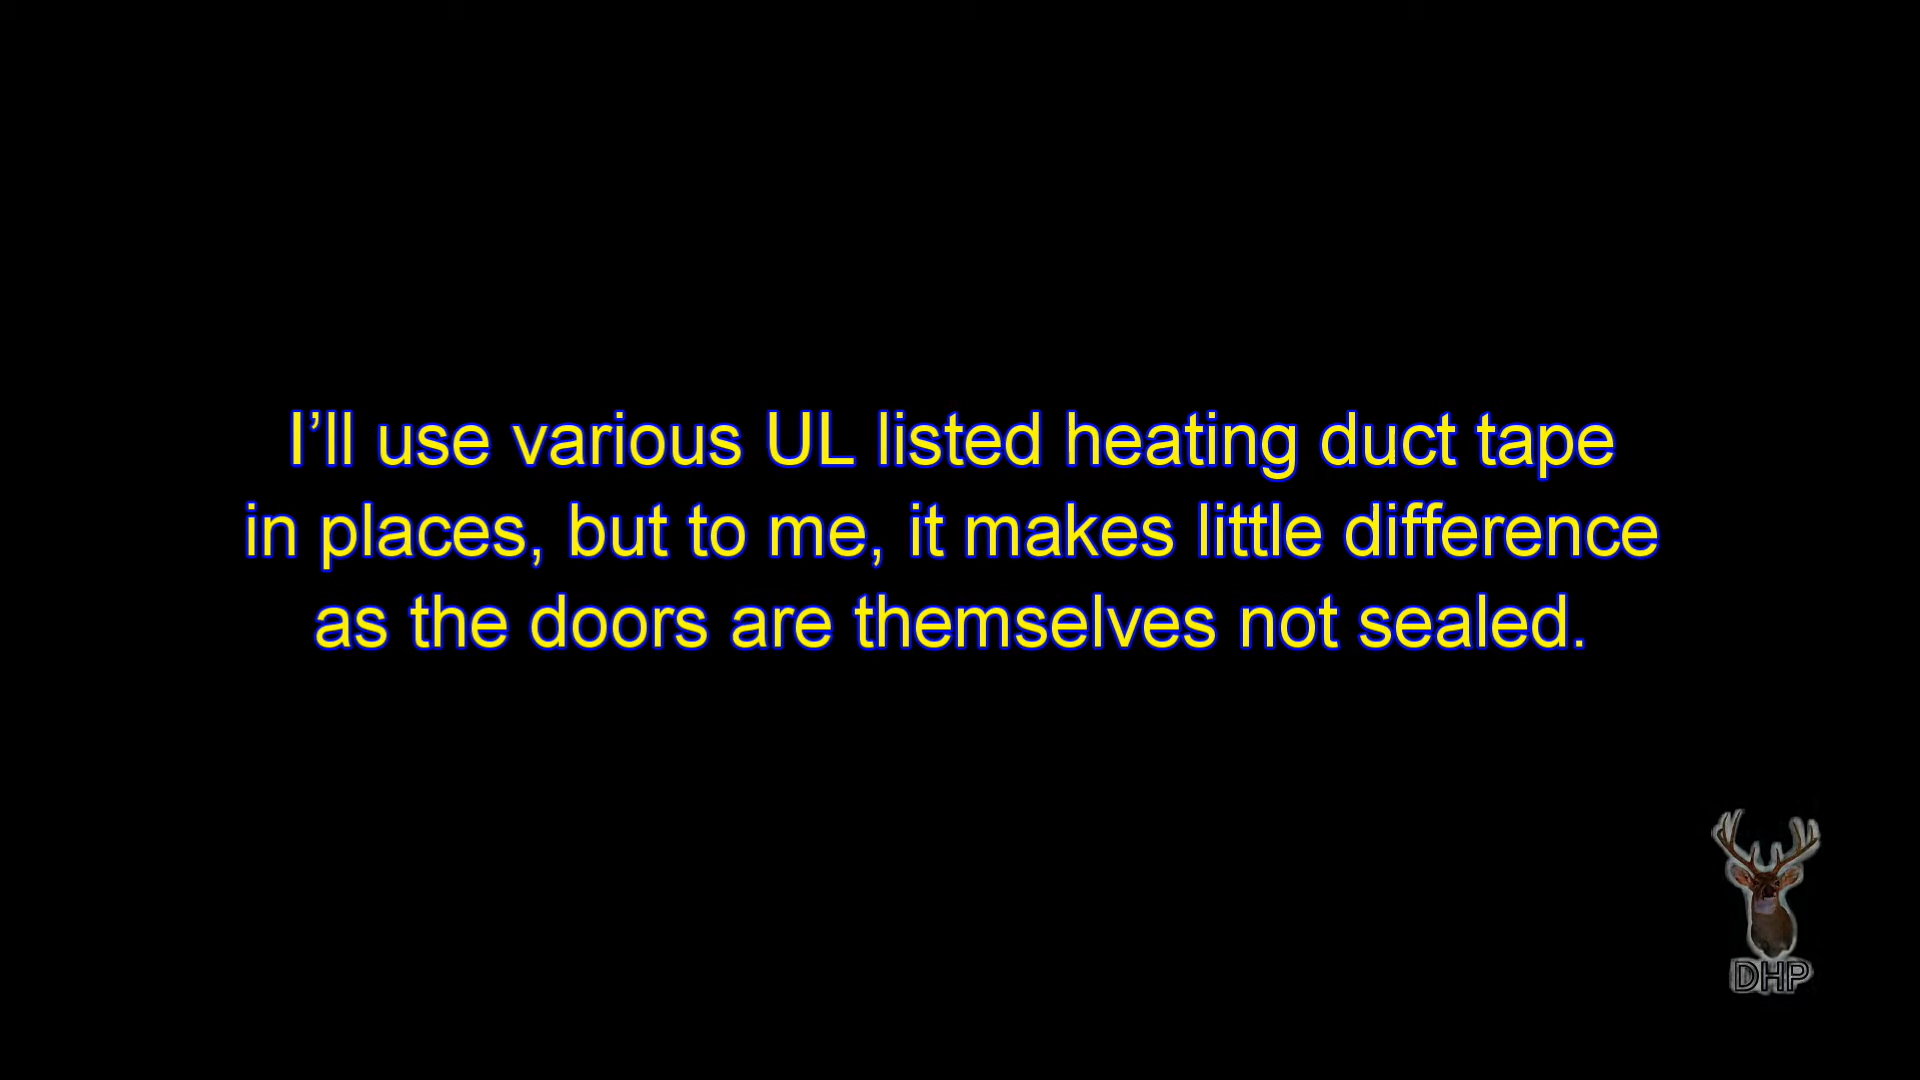 I’ll use various UL listed heating duct tape
in places, but to me, it makes little difference
as the doors are themselves not sealed.
DHP